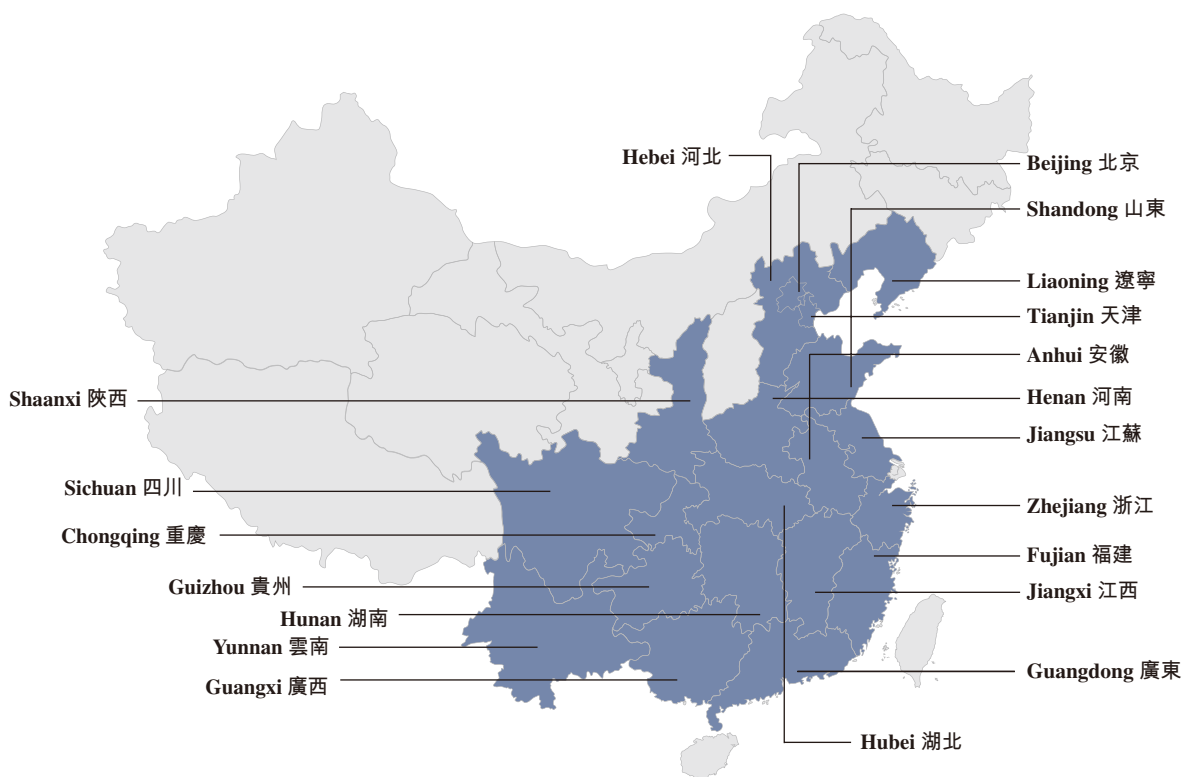 Hebei 河北
Beijing 北京
Shandong 山東
Liaoning 遼寧
Tianjin 天津
Anhui 安徽
Shaanxi 陝西
Henan 河南
Jiangsu 江蘇
Sichuan 四川
Zhejiang 浙江
Chongqing 重慶
Fujian 福建
Guizhou 貴州
Jiangxi 江西
Hunan 湖南
Yunnan 雲南
Guangdong 廣東
Guangxi 廣西
Hubei 湖北